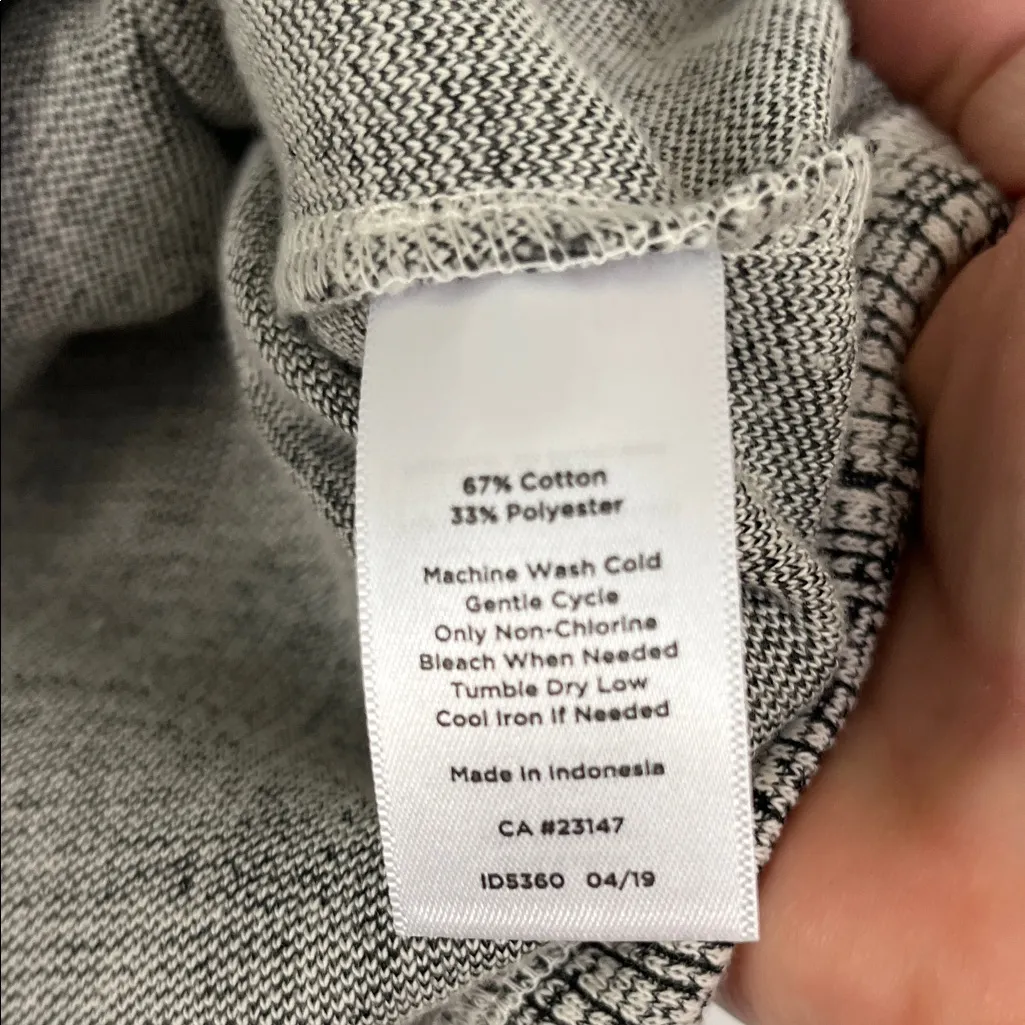 67% Cotton
33% Polyester
Machine Wash Cold
Gentle Cycle
Only Non-Chlorine
Bleach When Needed
Tumble Dry Low
Cool Iron If Needed
Made In Indonesia
CA #23147
ID5360 04/19